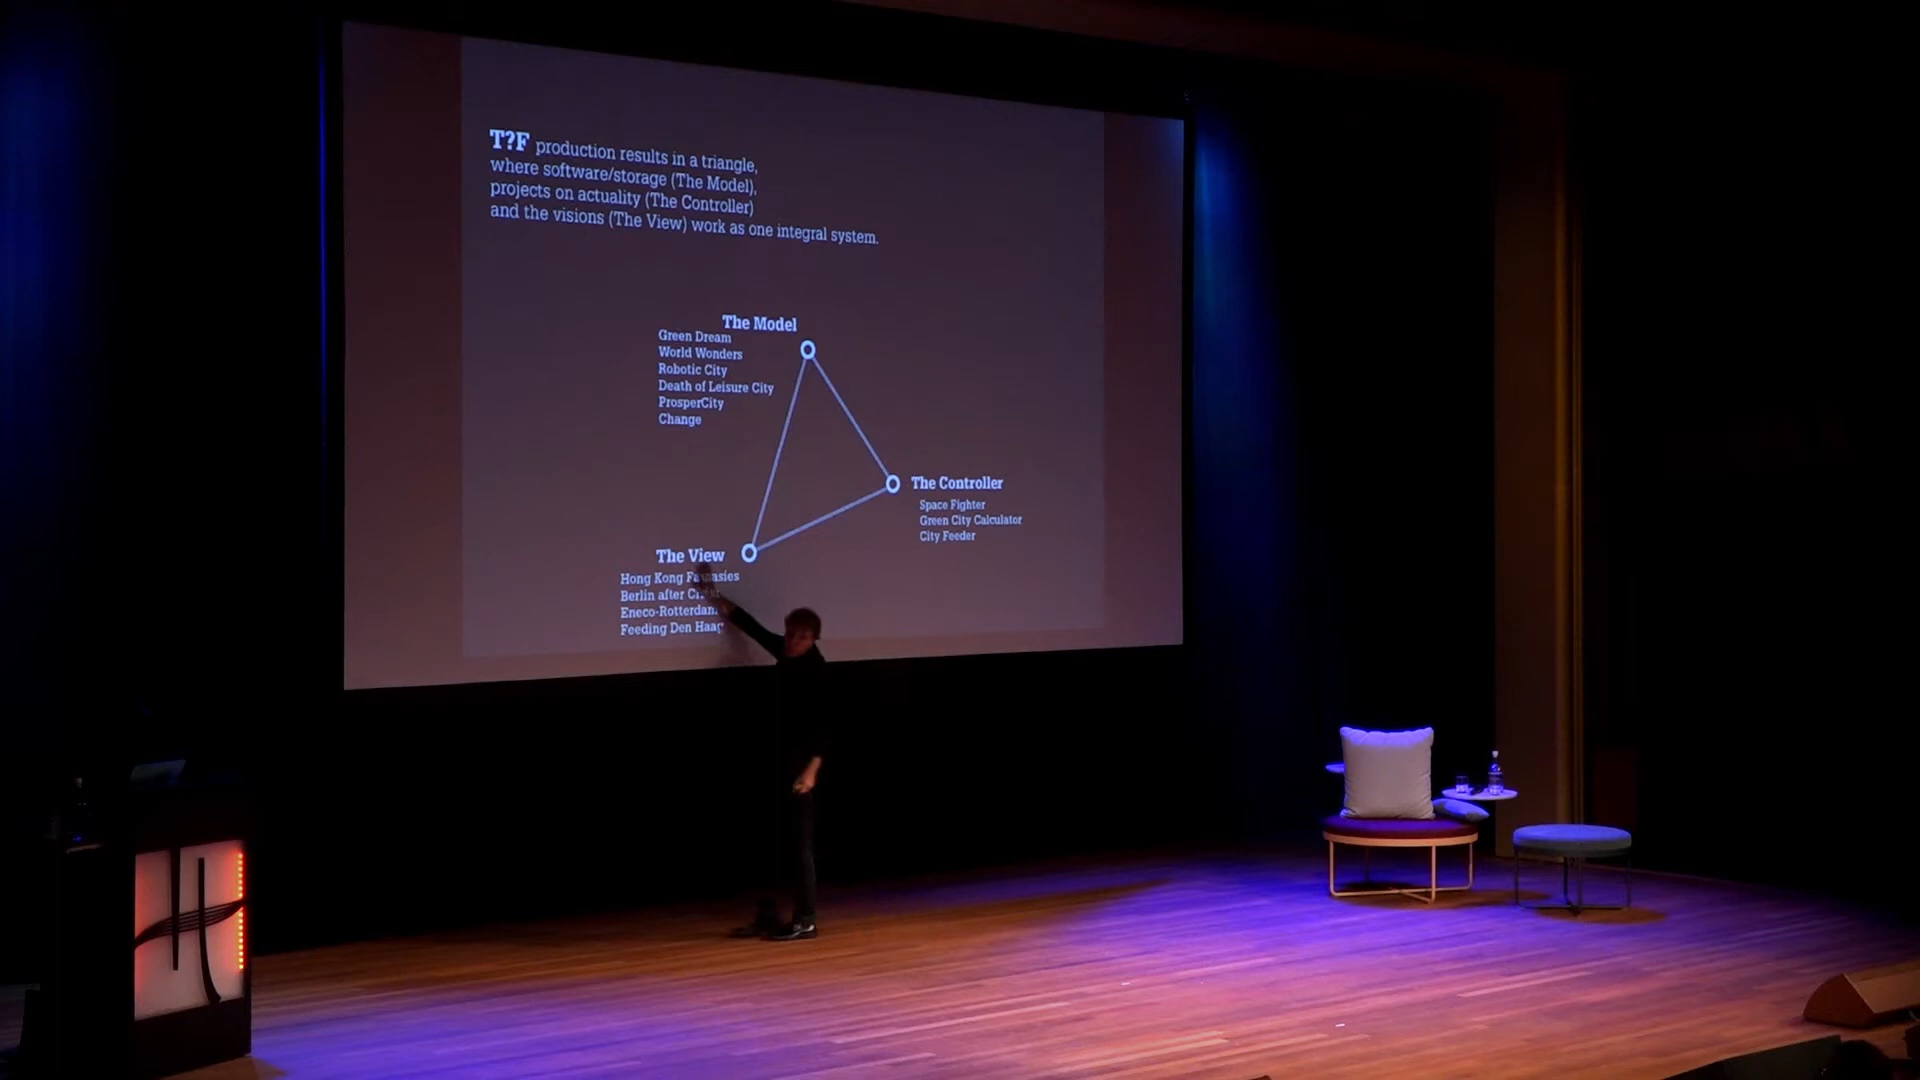 T?F production results in a triangle,
where software/storage (The Model),
projects on actuality (The Controller)
and the visions (The View) work as one integral system.
The Model
Green Dream
World Wonders
Robotic City
Death of Leisure City
ProsperCity
Change
The Controller
Space Fighter
Green City Calculator
City Feeder
The View
Hong Kong Fantasies
Berlin after
Eneco-Rotterdam
Feeding Den Haag